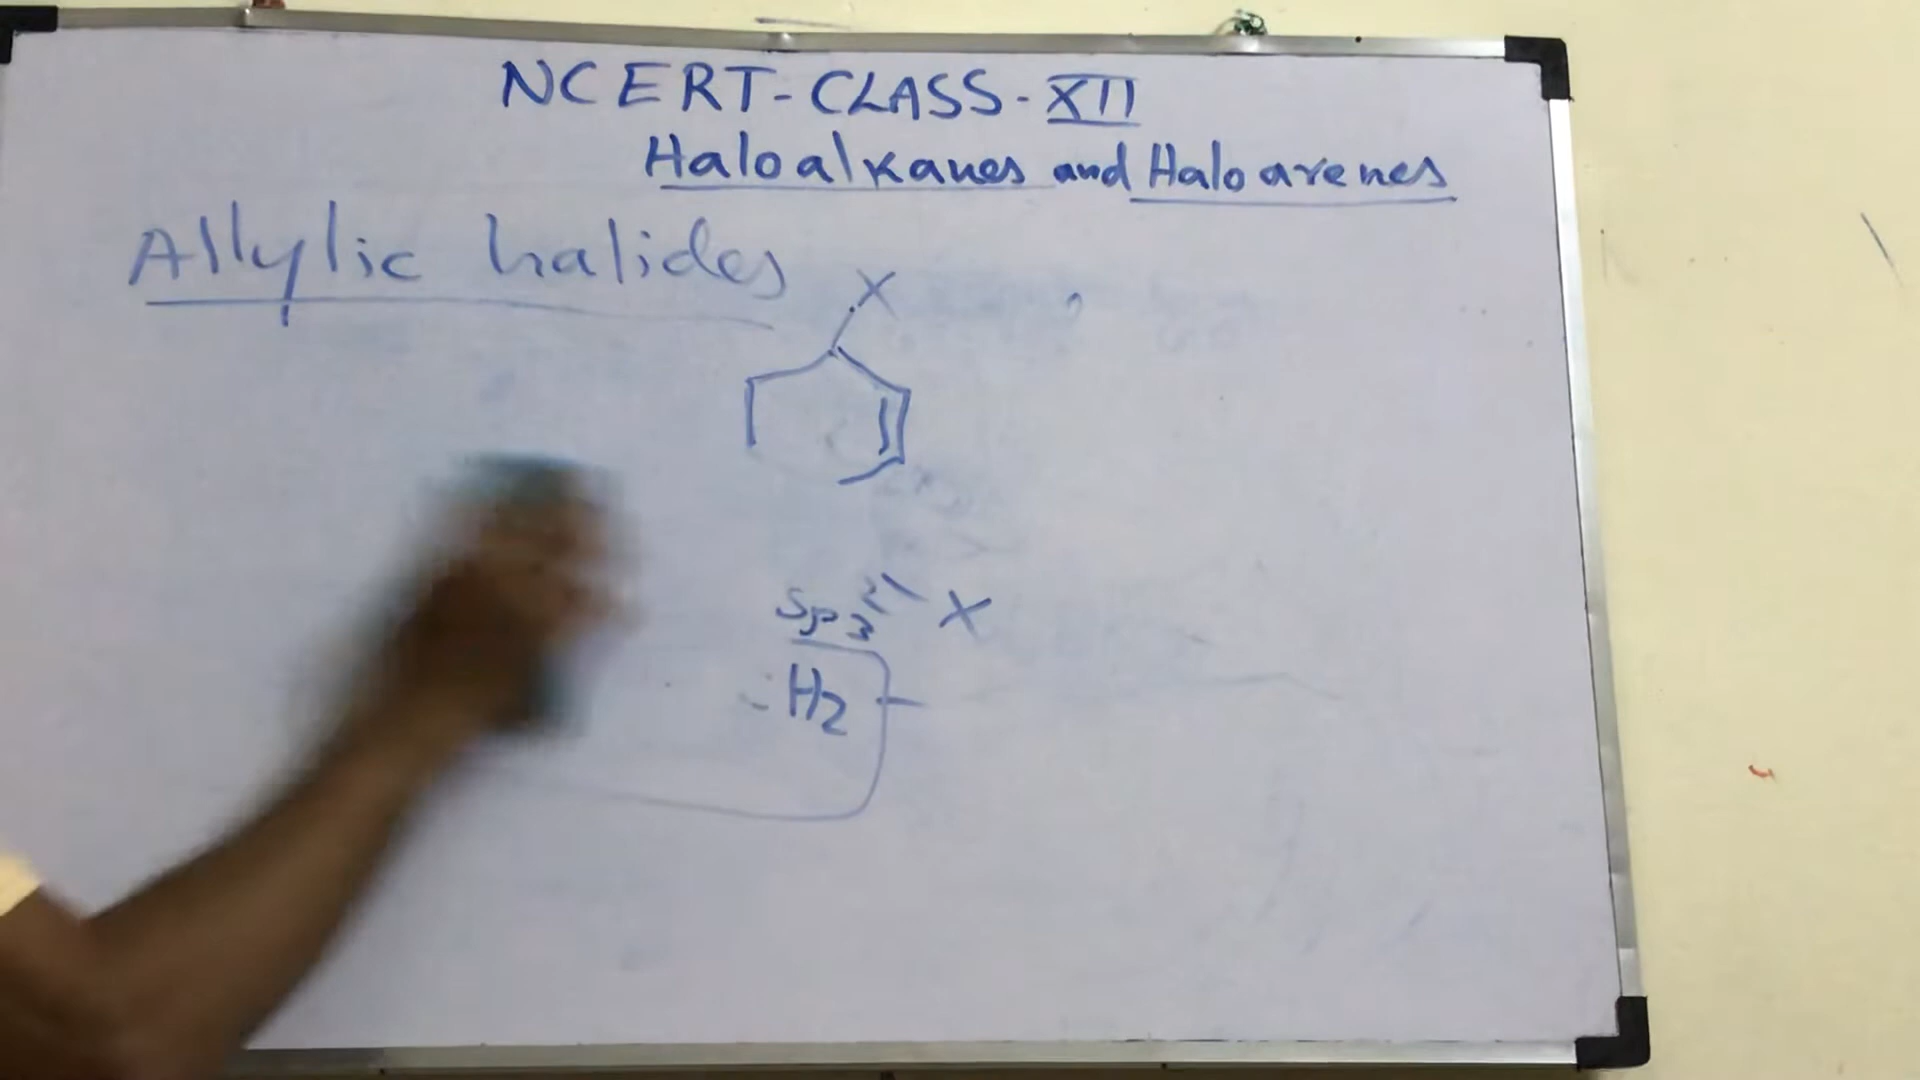 NCERT-CLASS-XII
Haloalkanes and Haloarenes
Allylic halides
X
sp3 X
H2